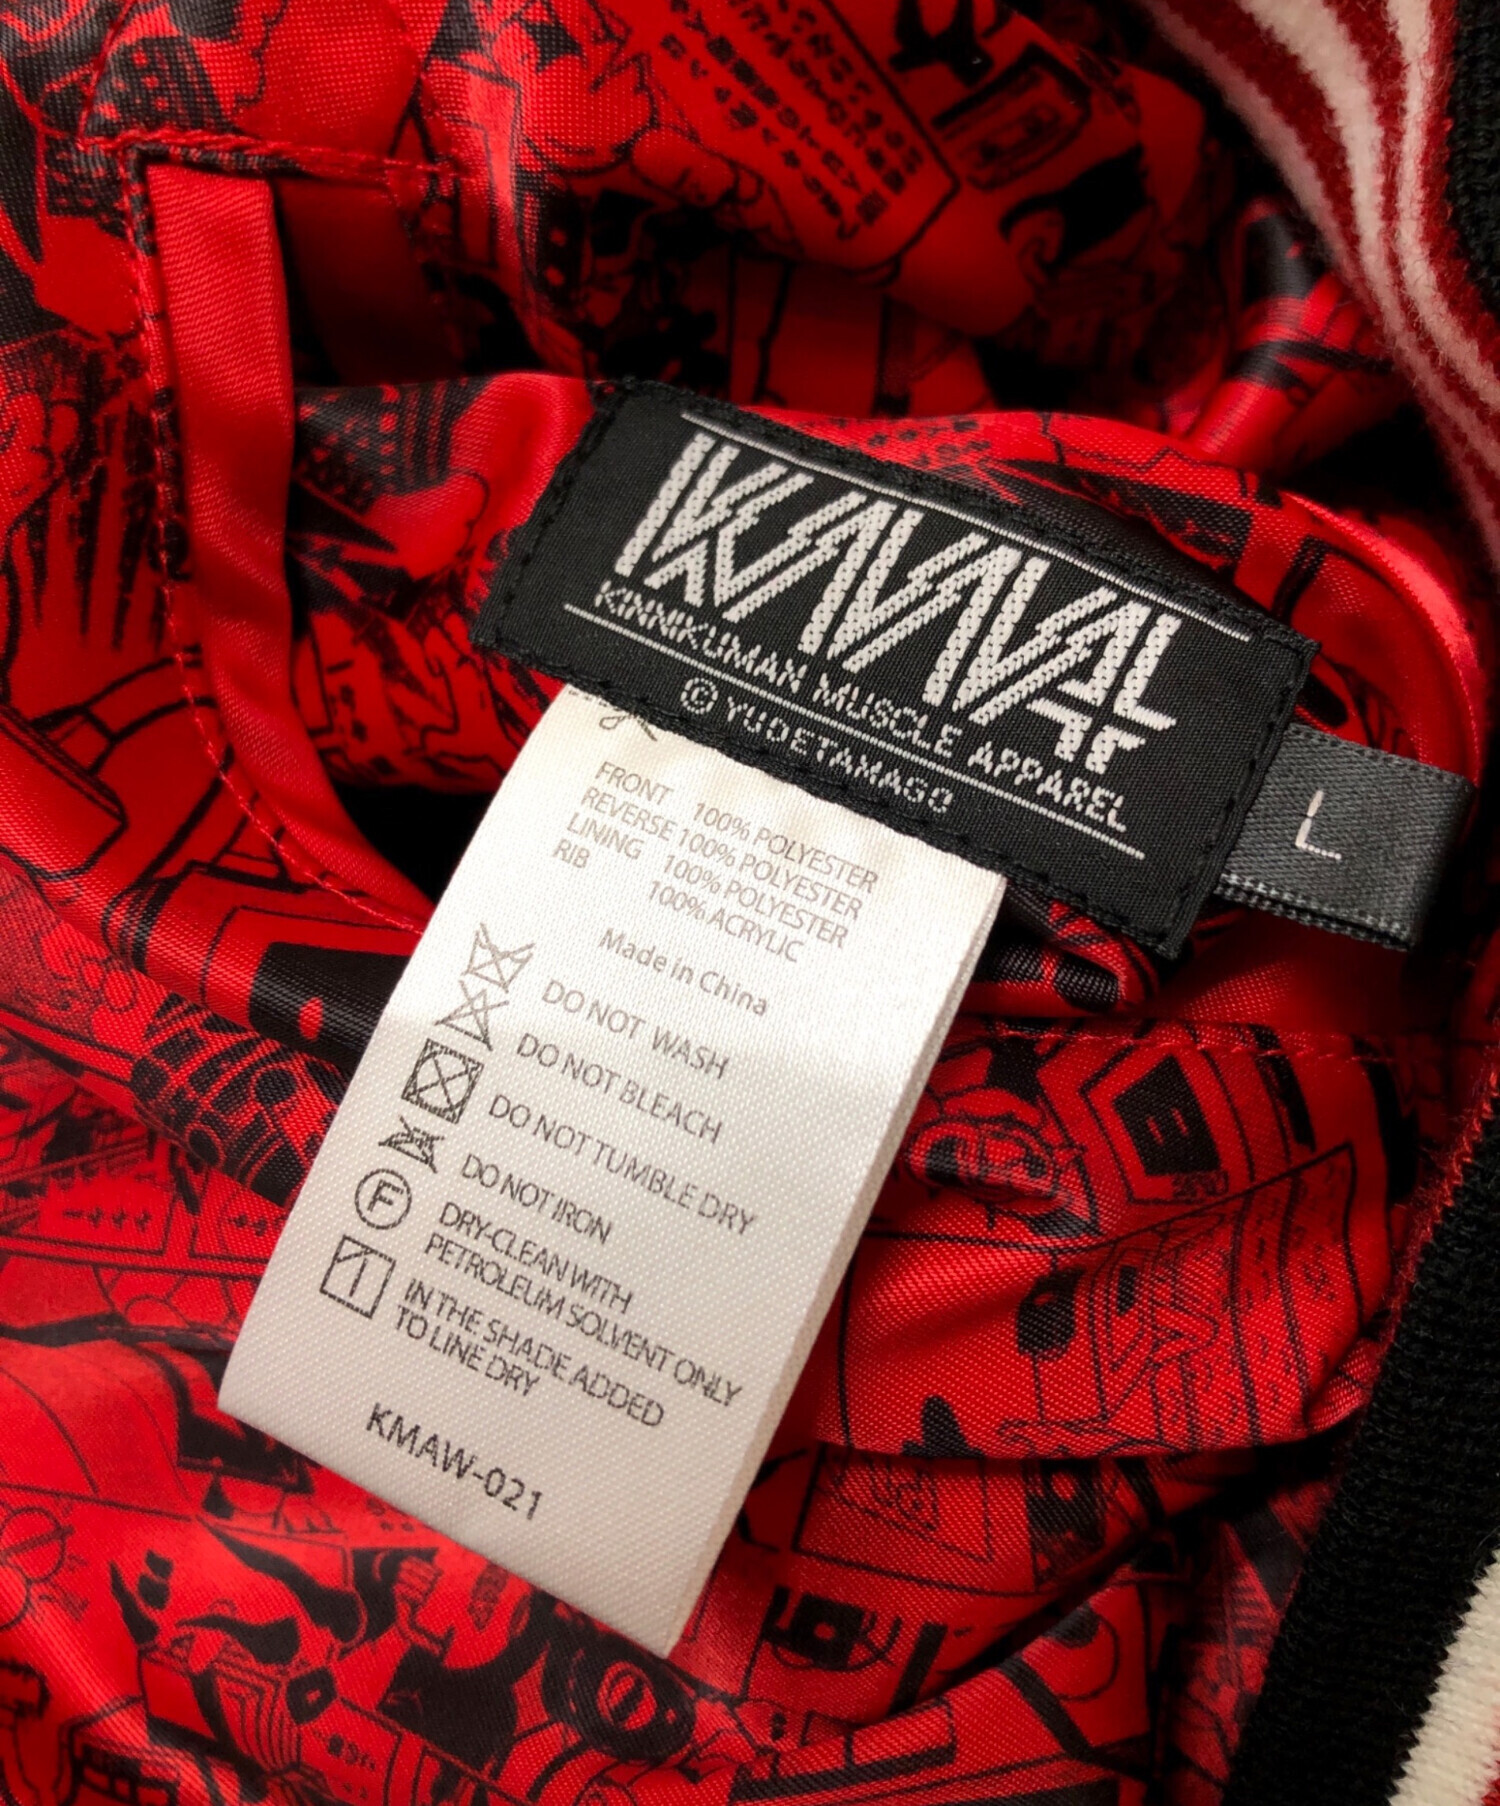 KMA
KINNIKUMAN MUSCLE APPAREL
© YUDETAMAGO
L
FRONT 100% POLYESTER
REVERSE 100% POLYESTER
LINING 100% POLYESTER
RIB 100% ACRYLIC
Made in China
DO NOT WASH
DO NOT BLEACH
DO NOT TUMBLE DRY
DO NOT IRON
F
DRY-CLEAN WITH
PETROLEUM SOLVENT ONLY
IN THE SHADE ADDED
TO LINE DRY
KMAW-021